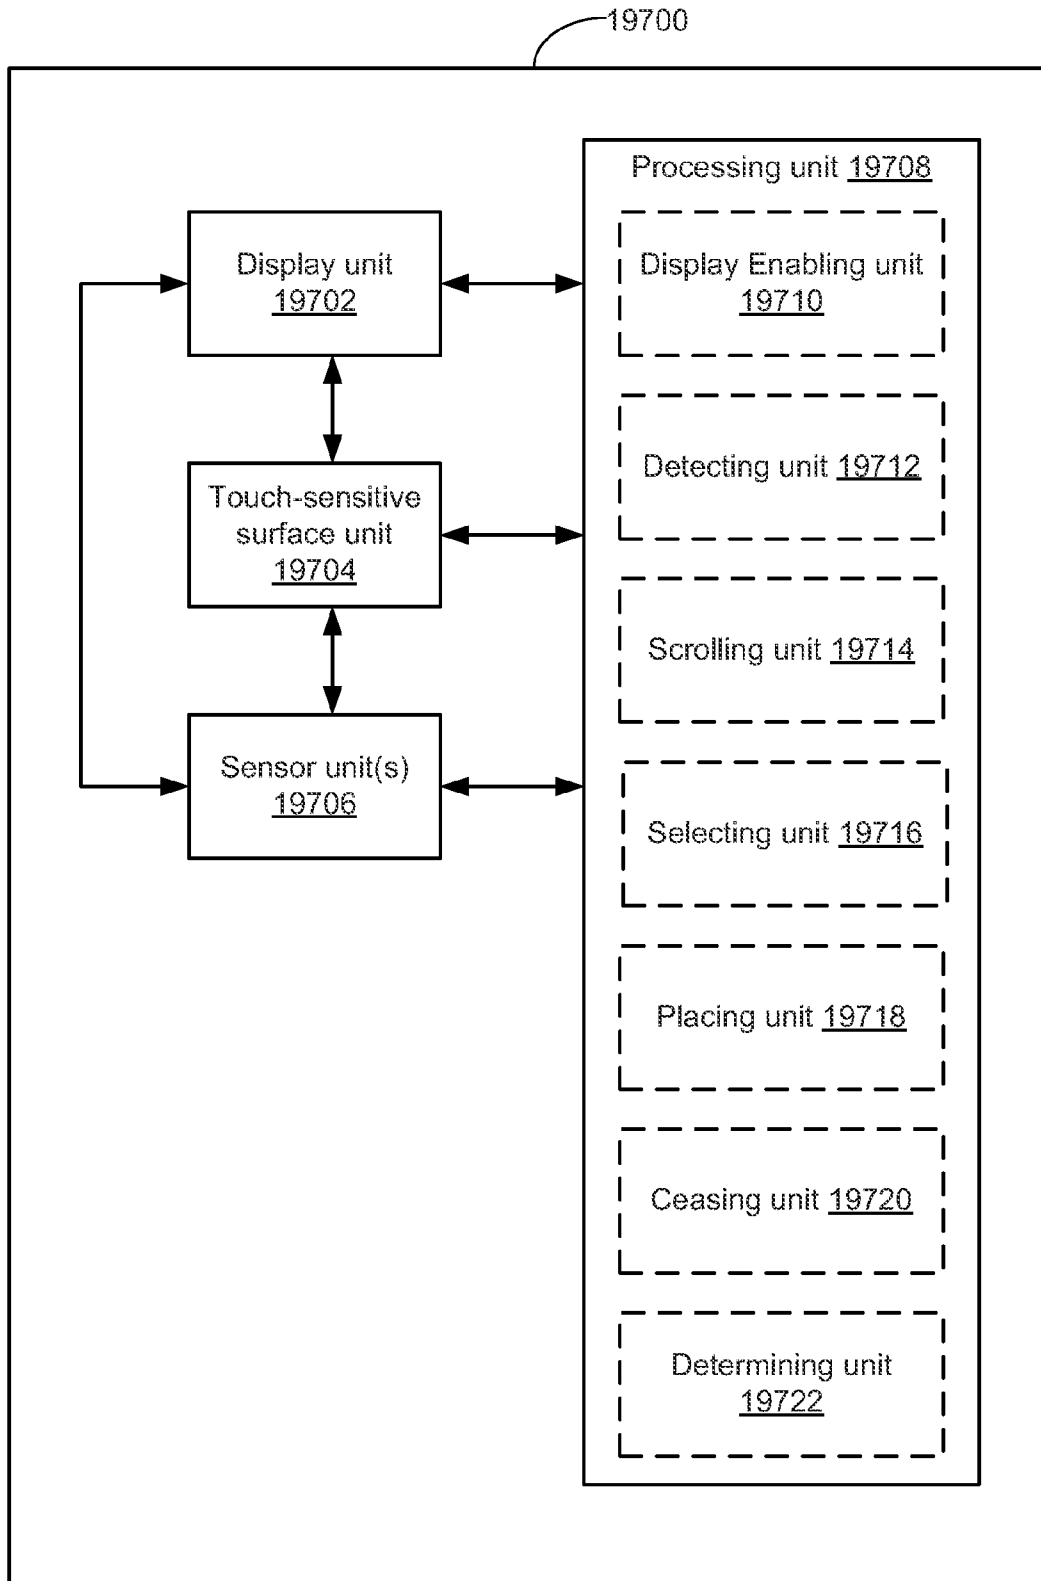 19700
Processing unit 19708
Display unit
19702
Display Enabling unit
19710
Detecting unit 19712
Touch-sensitive
surface unit
19704
Scrolling unit 19714
Sensor unit(s)
19706
Selecting unit 19716
Placing unit 19718
Ceasing unit 19720
Determining unit
19722